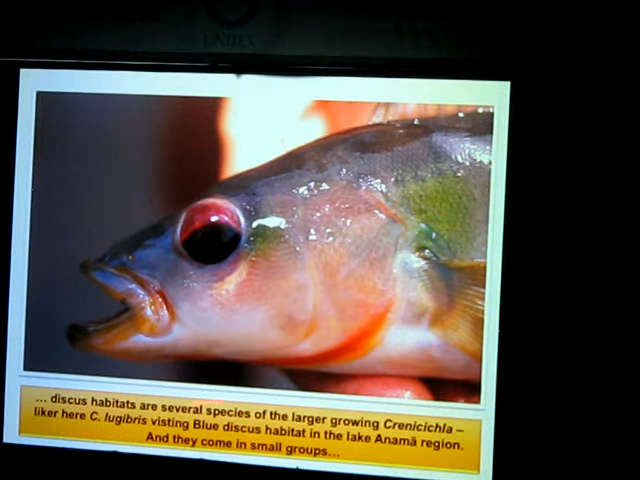 UNITEX
... discus habitats are several species of the larger growing Crenicichla –
liker here C. lugibris visting Blue discus habitat in the lake Anamã region.
And they come in small groups...